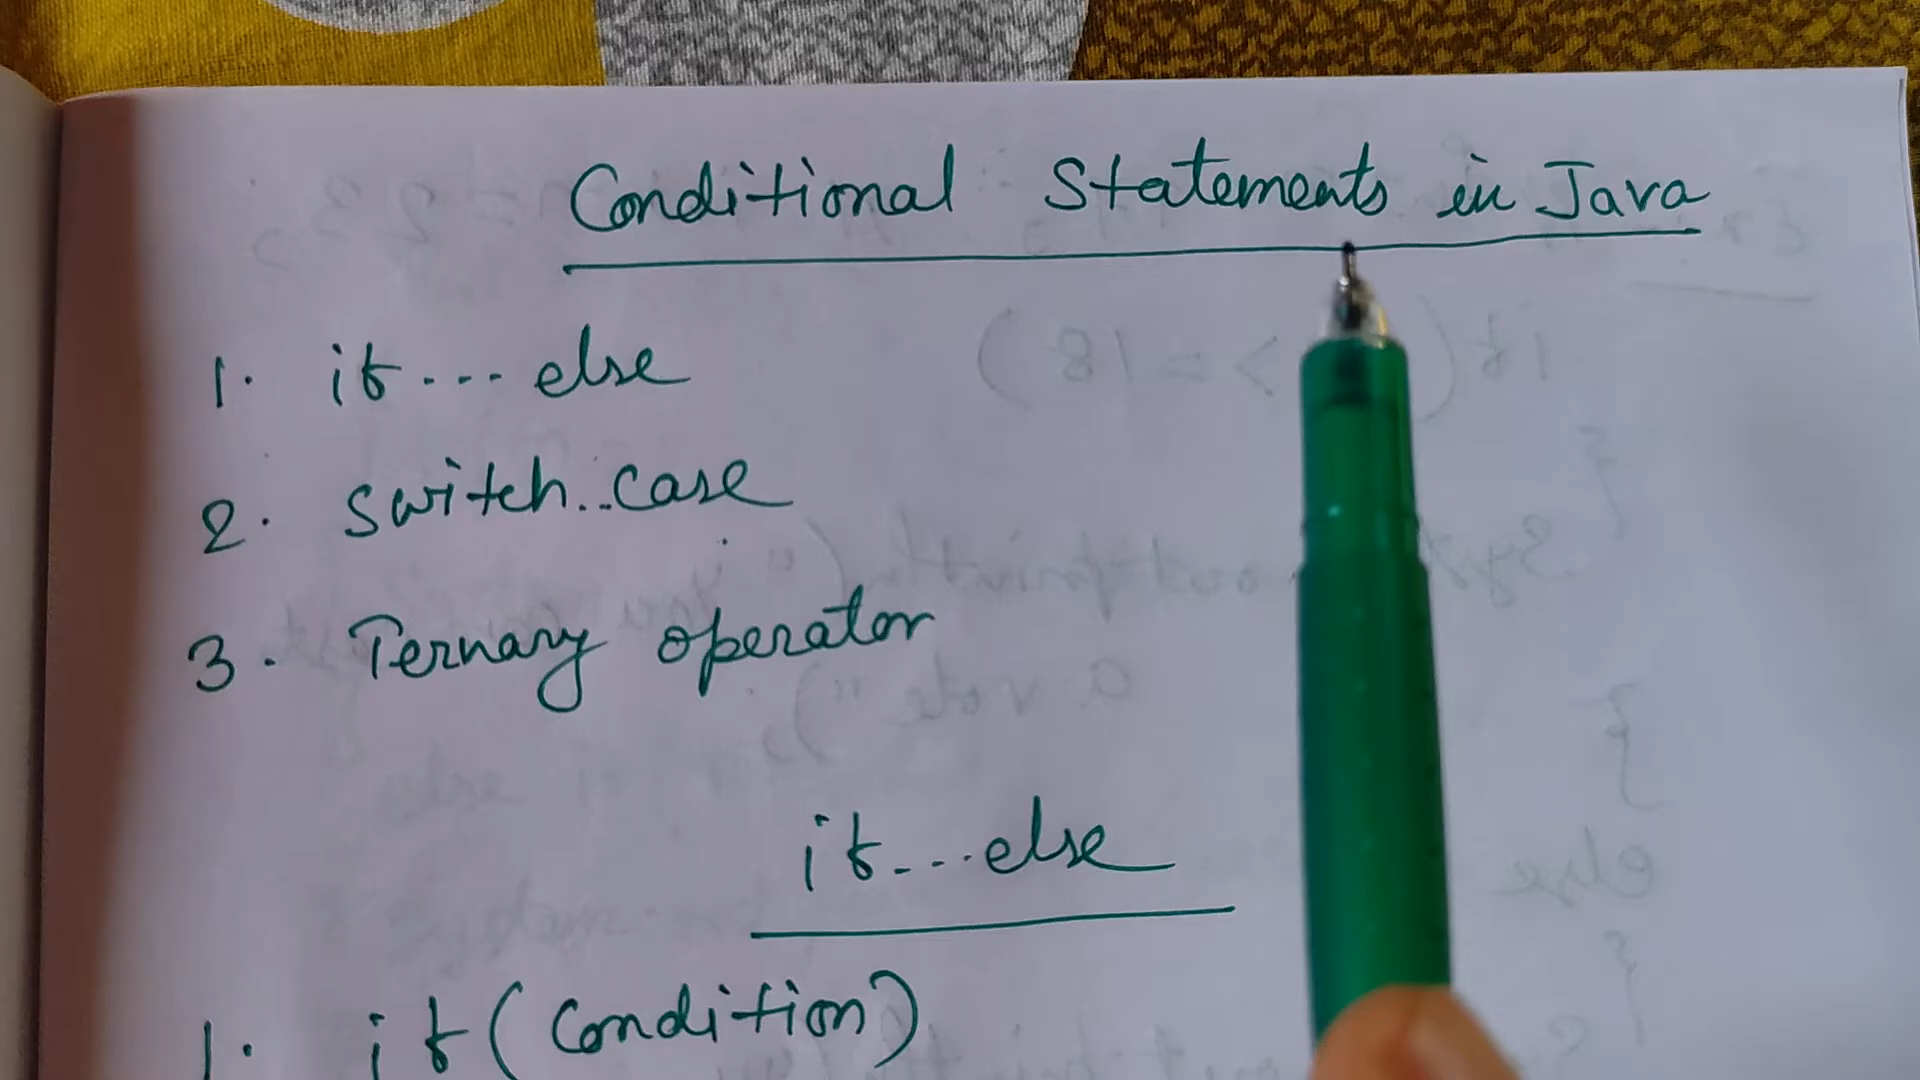 Conditional Statements in Java
1. if... else
2. switch..case
3. Ternary operator
if...else
1. if (Condition)